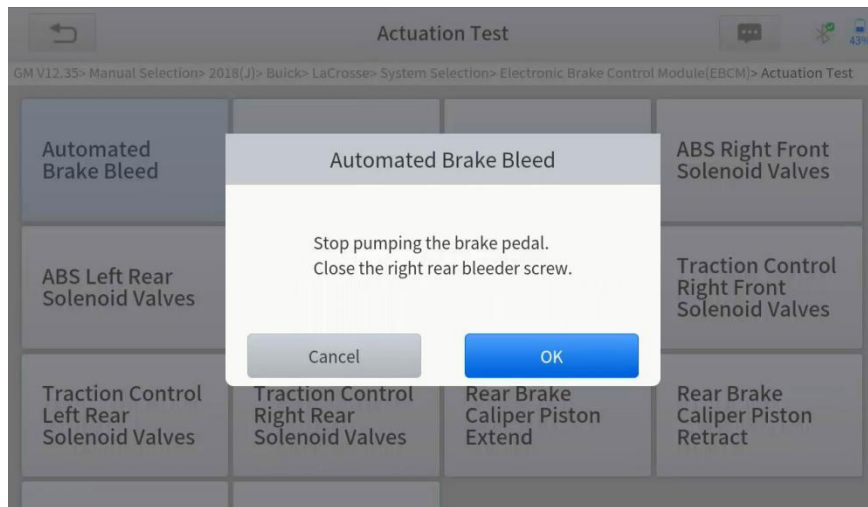 Actuation Test
43%
GM V12.35> Manual Selection> 2018(J)> Buick> LaCrosse> System Selection> Electronic Brake Control Module(EBCM)> Actuation Test
Automated
Brake Bleed
ABS Right Front
Solenoid Valves
Automated Brake Bleed
Stop pumping the brake pedal.
Close the right rear bleeder screw.
Cancel
OK
ABS Left Rear
Solenoid Valves
Traction Control
Right Front
Solenoid Valves
Traction Control
Left Rear
Solenoid Valves
Traction Control
Right Rear
Solenoid Valves
Rear Brake
Caliper Piston
Extend
Rear Brake
Caliper Piston
Retract